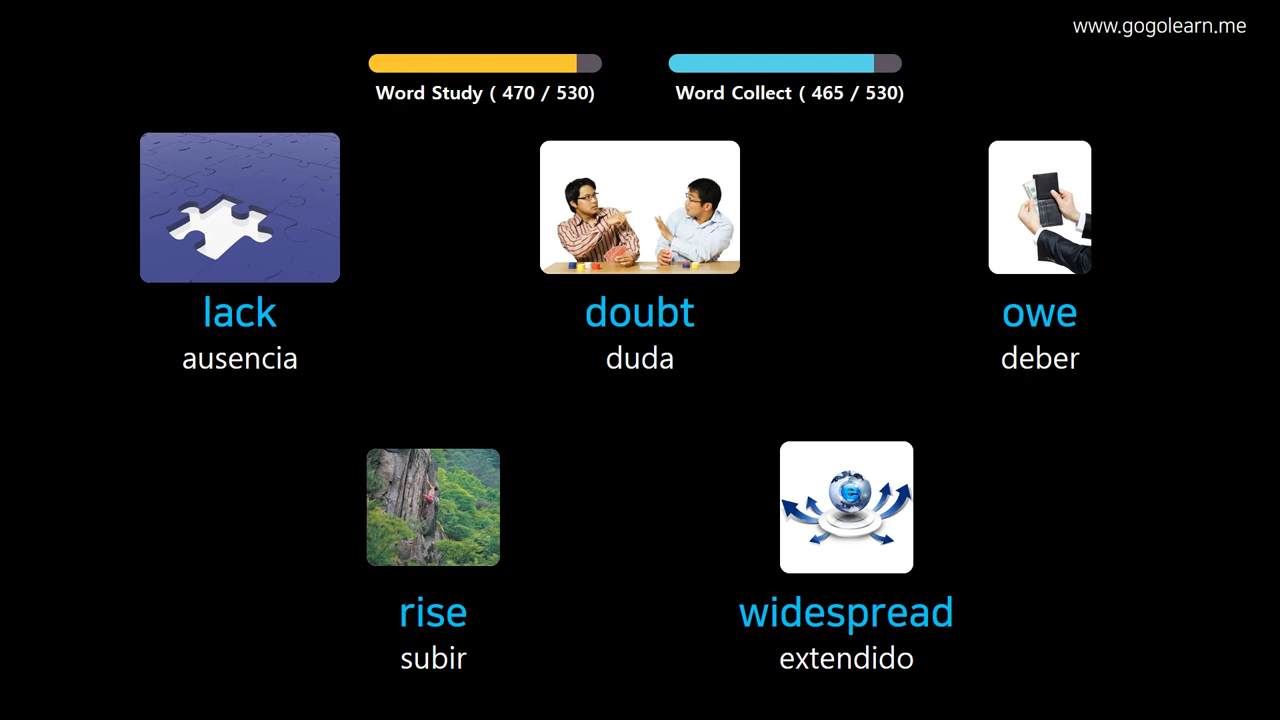 www.gogolearn.me
Word Study ( 470 / 530)
Word Collect ( 465 / 530)
lack
ausencia
doubt
duda
owe
deber
rise
subir
widespread
extendido